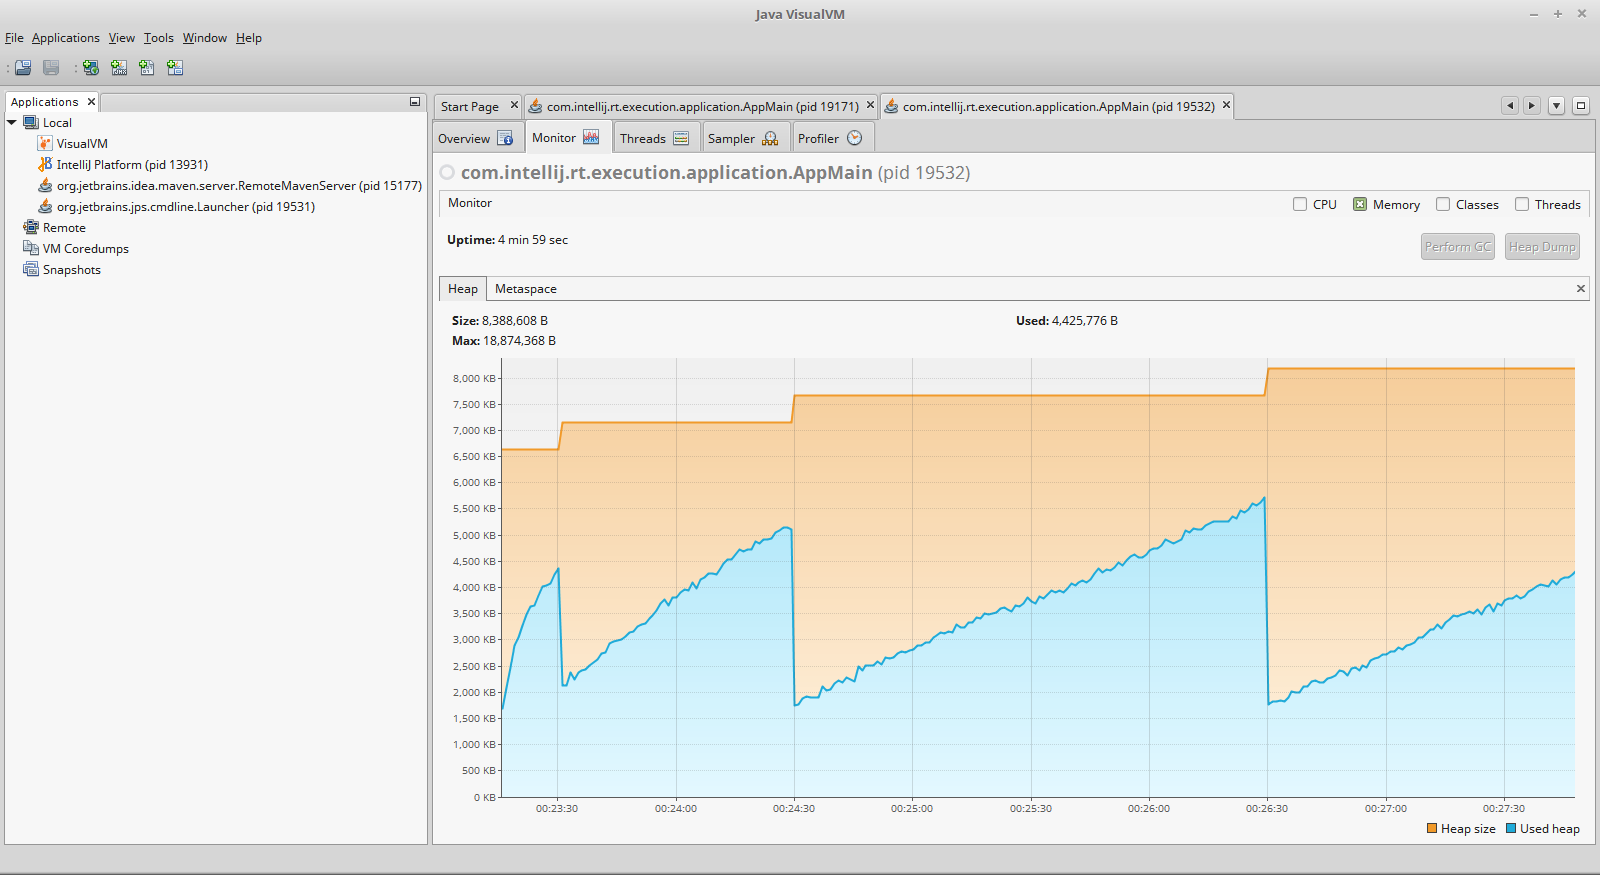 Java VisualVM
File Applications View Tools Window Help
Applications
Local
VisualVM
IntelliJ Platform (pid 13931)
org.jetbrains.idea.maven.server.RemoteMavenServer (pid 15177)
org.jetbrains.jps.cmdline.Launcher (pid 19531)
Remote
VM Coredumps
Snapshots
Start Page com.intellij.rt.execution.application.AppMain (pid 19171) com.intellij.rt.execution.application.AppMain (pid 19532)
Overview Monitor Threads Sampler Profiler
com.intellij.rt.execution.application.AppMain (pid 19532)
Monitor CPU Memory Classes Threads
Uptime: 4 min 59 sec
Perform GC Heap Dump
Heap Metaspace
Size: 8,388,608 B Used: 4,425,776 B
Max: 18,874,368 B
8,000 KB
7,500 KB
7,000 KB
6,500 KB
6,000 KB
5,500 KB
5,000 KB
4,500 KB
4,000 KB
3,500 KB
3,000 KB
2,500 KB
2,000 KB
1,500 KB
1,000 KB
500 KB
0 KB
00:23:30 00:24:00 00:24:30 00:25:00 00:25:30 00:26:00 00:26:30 00:27:00 00:27:30
Heap size Used heap